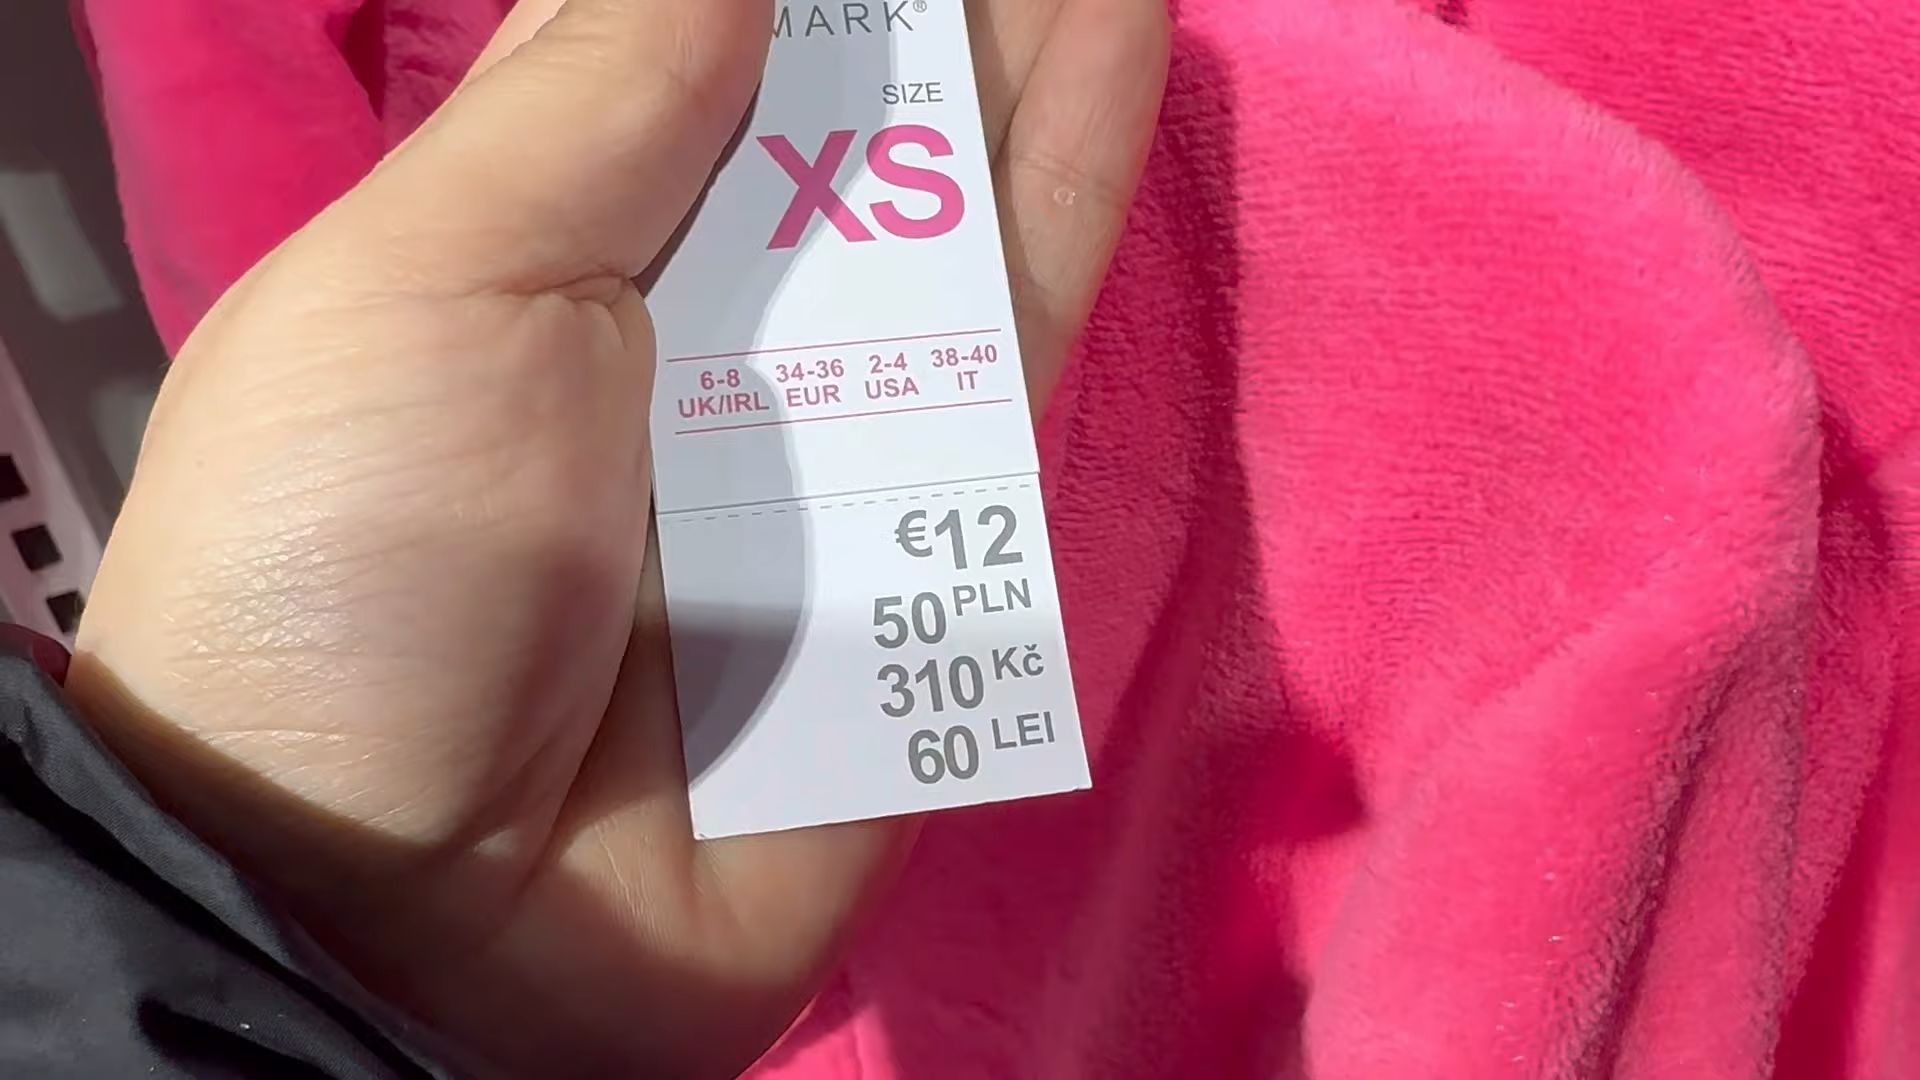 MARK®
SIZE
XS
6-8 34-36 2-4 38-40
UK/IRL EUR USA IT
€12
50 PLN
310 Kč
60 LEI